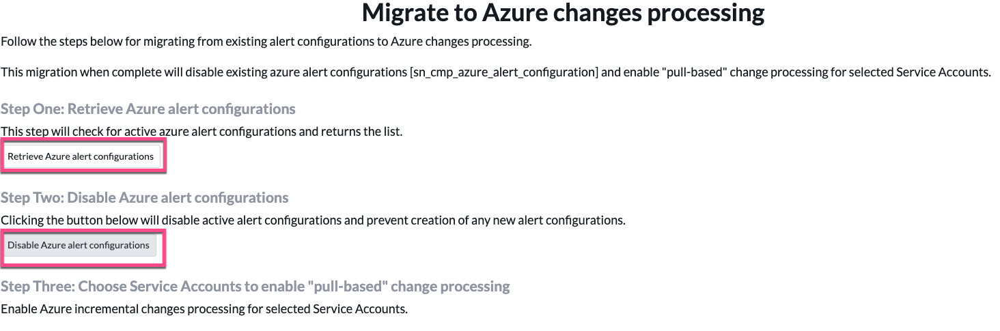 Migrate to Azure changes processing
Follow the steps below for migrating from existing alert configurations to Azure changes processing.
This migration when complete will disable existing azure alert configurations [sn_cmp_azure_alert_configuration] and enable "pull-based" change processing for selected Service Accounts.
Step One: Retrieve Azure alert configurations
This step will check for active azure alert configurations and returns the list.
Retrieve Azure alert configurations
Step Two: Disable Azure alert configurations
Clicking the button below will disable active alert configurations and prevent creation of any new alert configurations.
Disable Azure alert configurations
Step Three: Choose Service Accounts to enable "pull-based" change processing
Enable Azure incremental changes processing for selected Service Accounts.